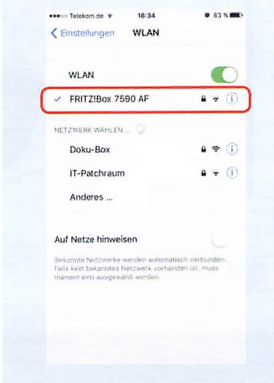 Telekom.de 18:34 63 %
Einstellungen WLAN
WLAN
FRITZ!Box 7590 AF
NETZWERK WÄHLEN ...
Doku-Box
IT-Patchraum
Anderes ...
Auf Netze hinweisen
Bekannte Netzwerke werden automatisch verbunden.
Falls kein bekanntes Netzwerk vorhanden ist, muss
manuell eins ausgewählt werden.